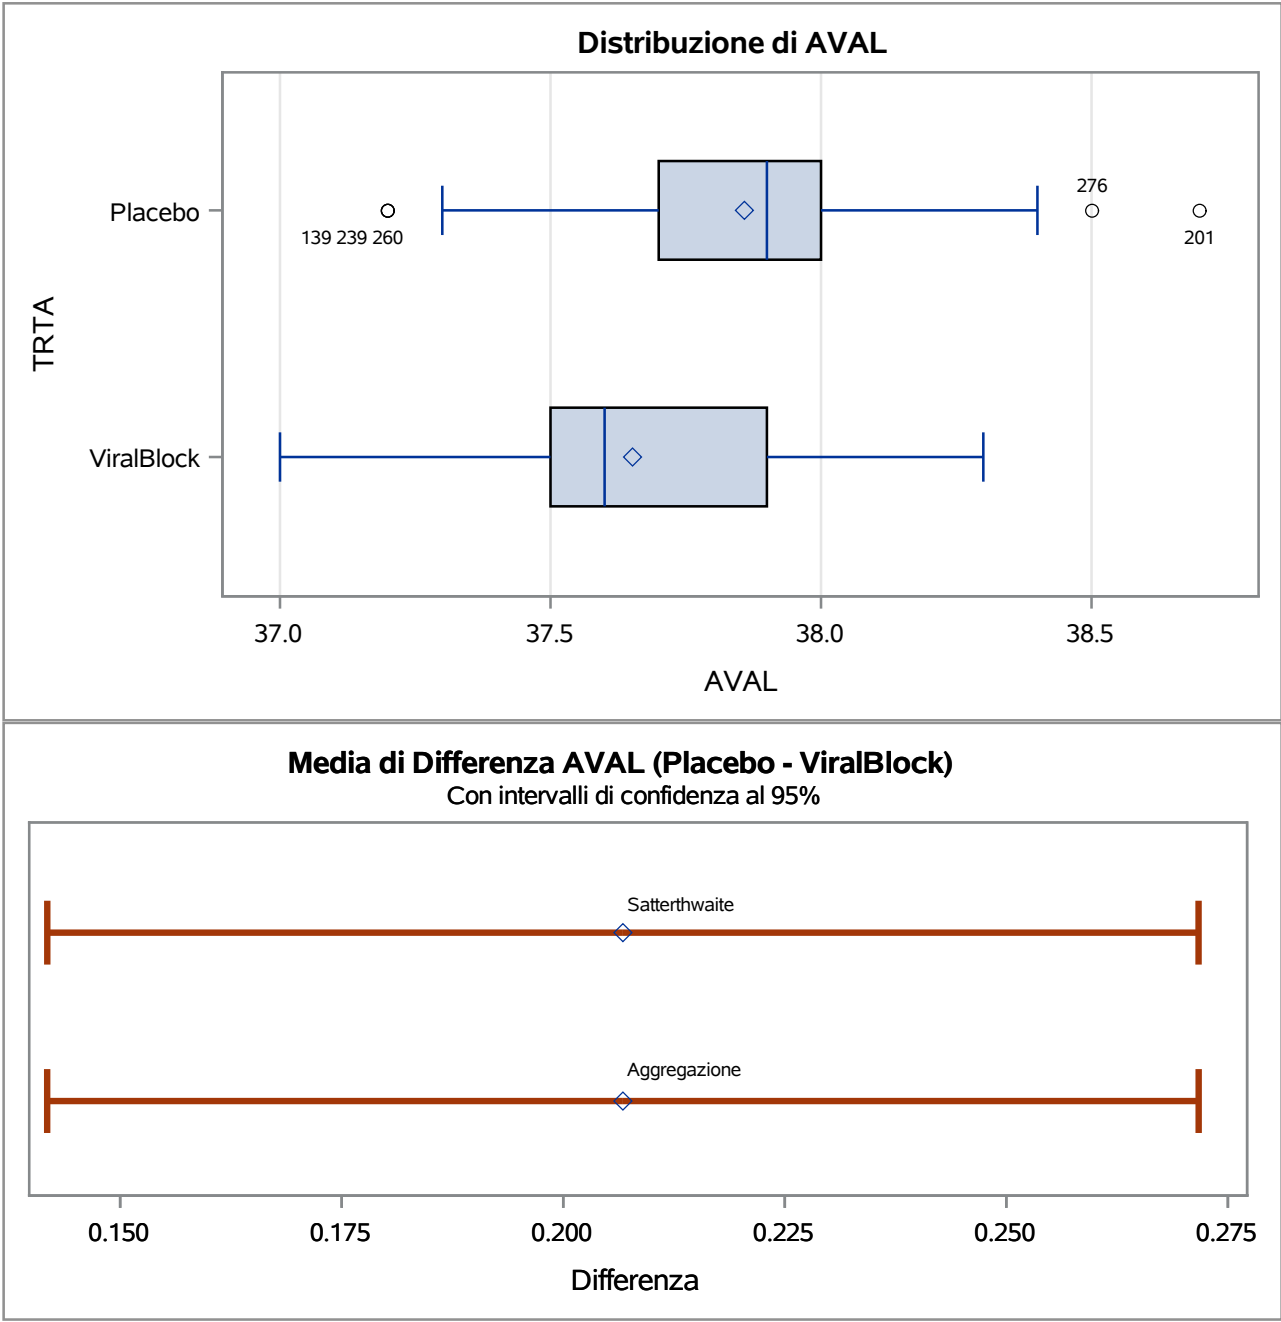 Distribuzione di AVAL
276
Placebo
139 239 260
201
TRTA
ViralBlock
37.0 37.5 38.0 38.5
AVAL
Media di Differenza AVAL (Placebo - ViralBlock)
Con intervalli di confidenza al 95%
Satterthwaite
Aggregazione
0.150 0.175 0.200 0.225 0.250 0.275
Differenza